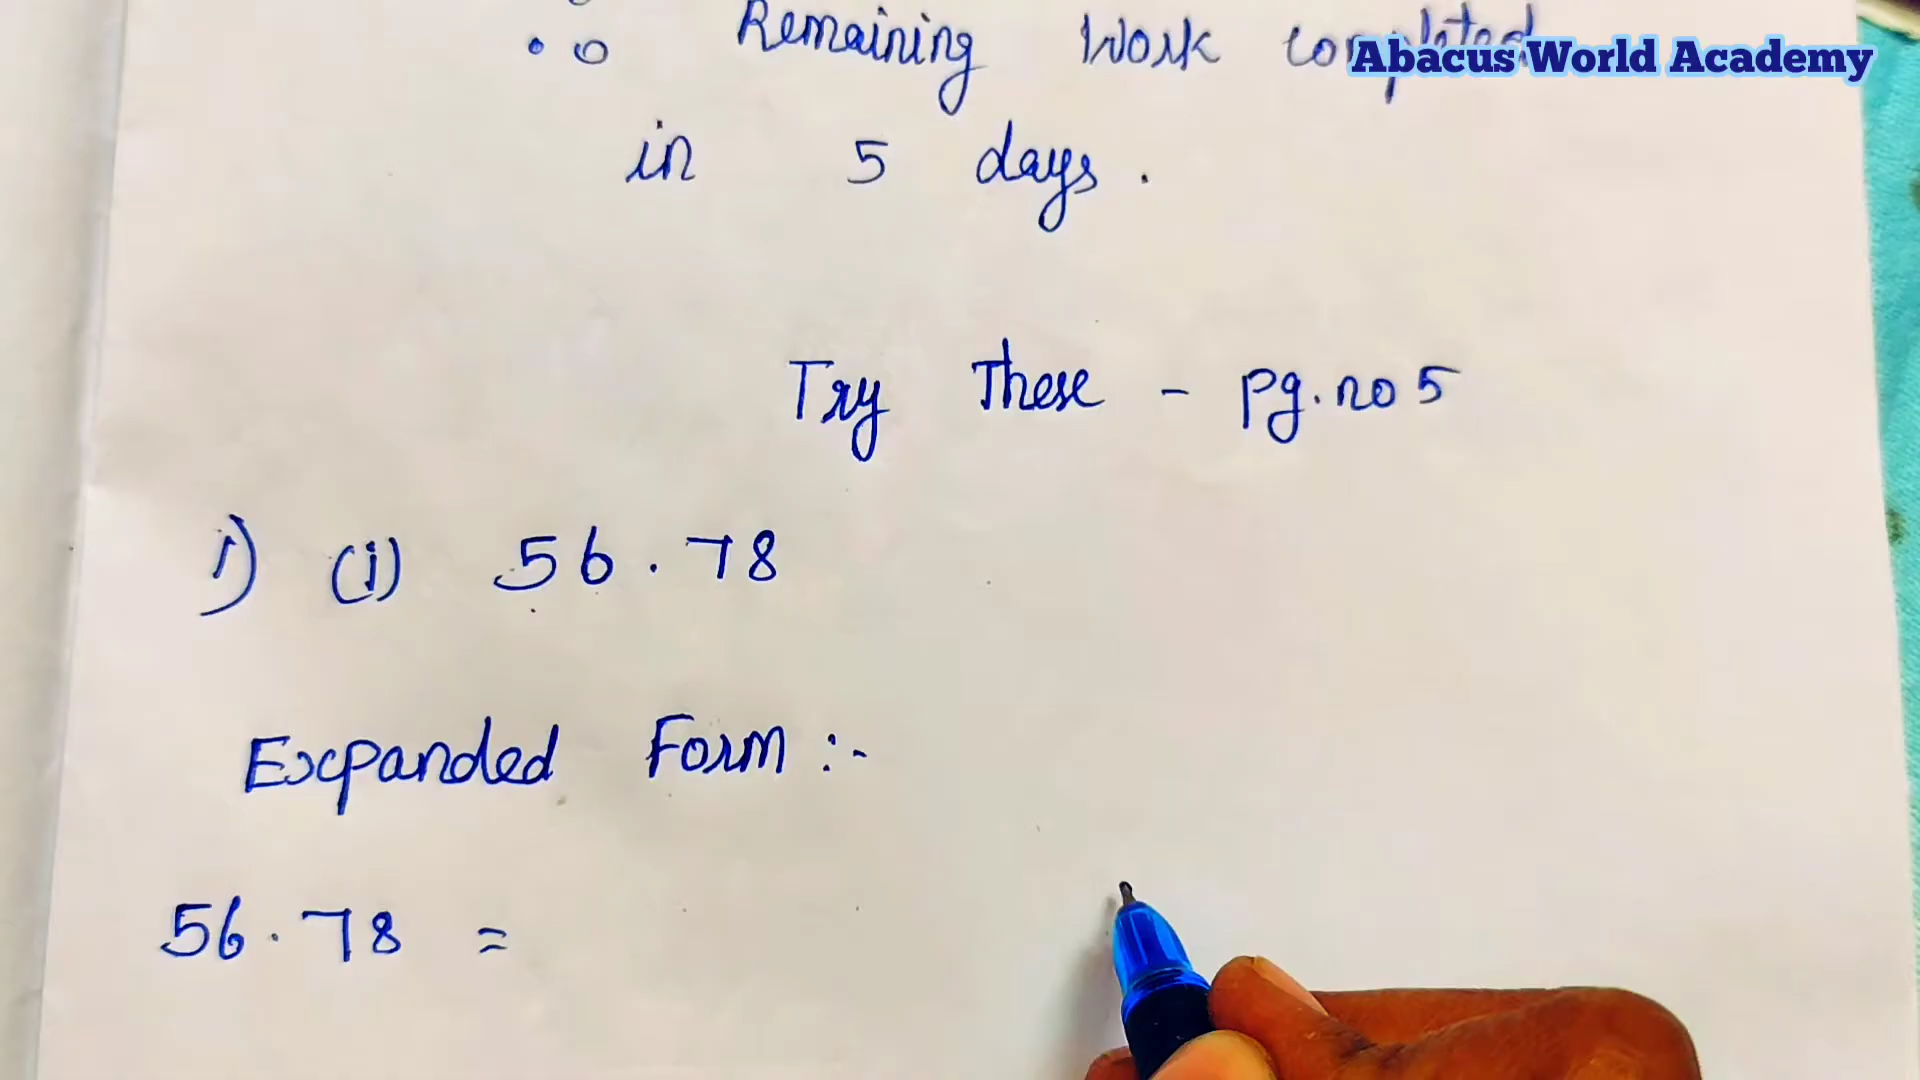 ∴ Remaining Work completed
Abacus World Academy
in 5 days.
Try These - Pg.no 5
1) (i) 56.78
Expanded Form :-
56.78 =